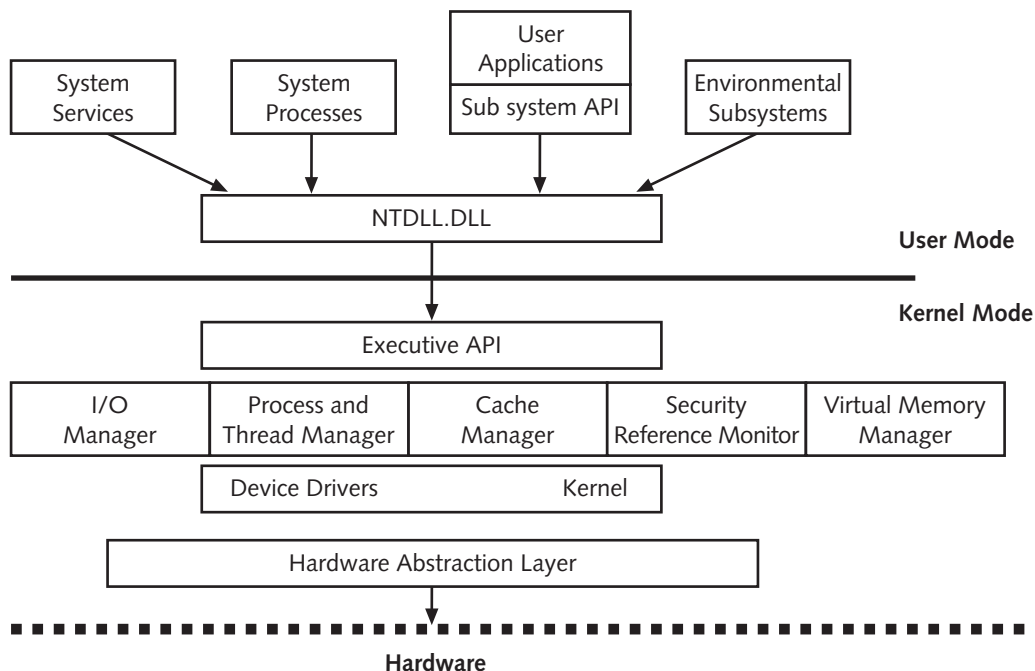 User
Applications
System
Services
System
Processes
Sub system API
Environmental
Subsystems
NTDLL.DLL
User Mode
Kernel Mode
Executive API
I/O
Manager
Process and
Thread Manager
Cache
Manager
Security
Reference Monitor
Virtual Memory
Manager
Device Drivers
Kernel
Hardware Abstraction Layer
Hardware